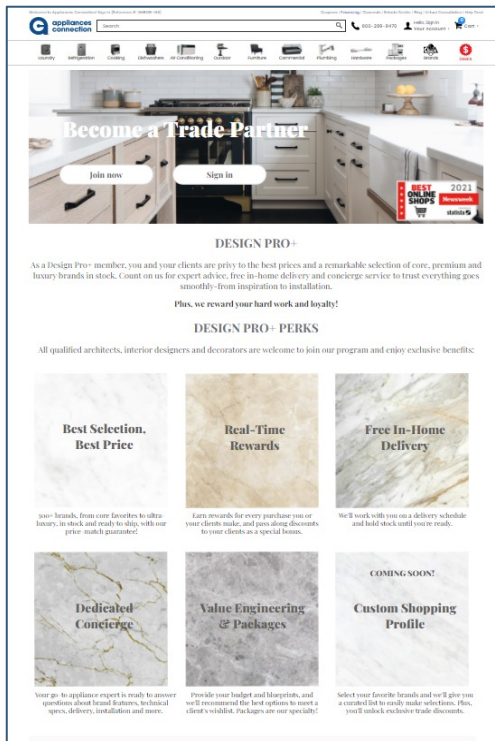 appliances
connection
Search
Hello, Sign in
Your Account
Cart
Laundry
Refrigeration
Cooking
Dishwashers
Air Conditioning
Outdoor
Furniture
Commercial
Plumbing
Hardware
Packages
Brands
Deals
Become a Trade Partner
Join now
Sign in
BEST
ONLINE
SHOPS
2021
Newsweek
statista
DESIGN PRO+
As a Design Pro+ member, you and your clients are privy to the best prices and a remarkable selection of core, premium and
luxury brands in stock. Count on us for expert advice, free in-home delivery and concierge service to trust everything goes
smoothly-from inspiration to installation.
Plus, we reward your hard work and loyalty!
DESIGN PRO+ PERKS
All qualified architects, interior designers and decorators are welcome to join our program and enjoy exclusive benefits:
Best Selection,
Best Price
500+ brands, from core favorites to ultra-
luxury, in stock and ready to ship, with our
price-match guarantee!
Real-Time
Rewards
Earn rewards for every purchase you or
your clients make, and pass along discounts
to your clients as a special bonus.
Free In-Home
Delivery
We'll work with you on a delivery schedule
and hold stock until you're ready.
Dedicated
Concierge
Your go-to appliance expert is ready to answer
questions about brand features, technical
specs, delivery, installation and more.
Value Engineering
& Packages
Provide your budget and blueprints, and
we'll recommend the best options to meet a
client's wishlist. Packages are our specialty!
COMING SOON!
Custom Shopping
Profile
Select your favorite brands and we'll give you
a curated list to easily make selections. Plus,
you'll unlock exclusive trade discounts.